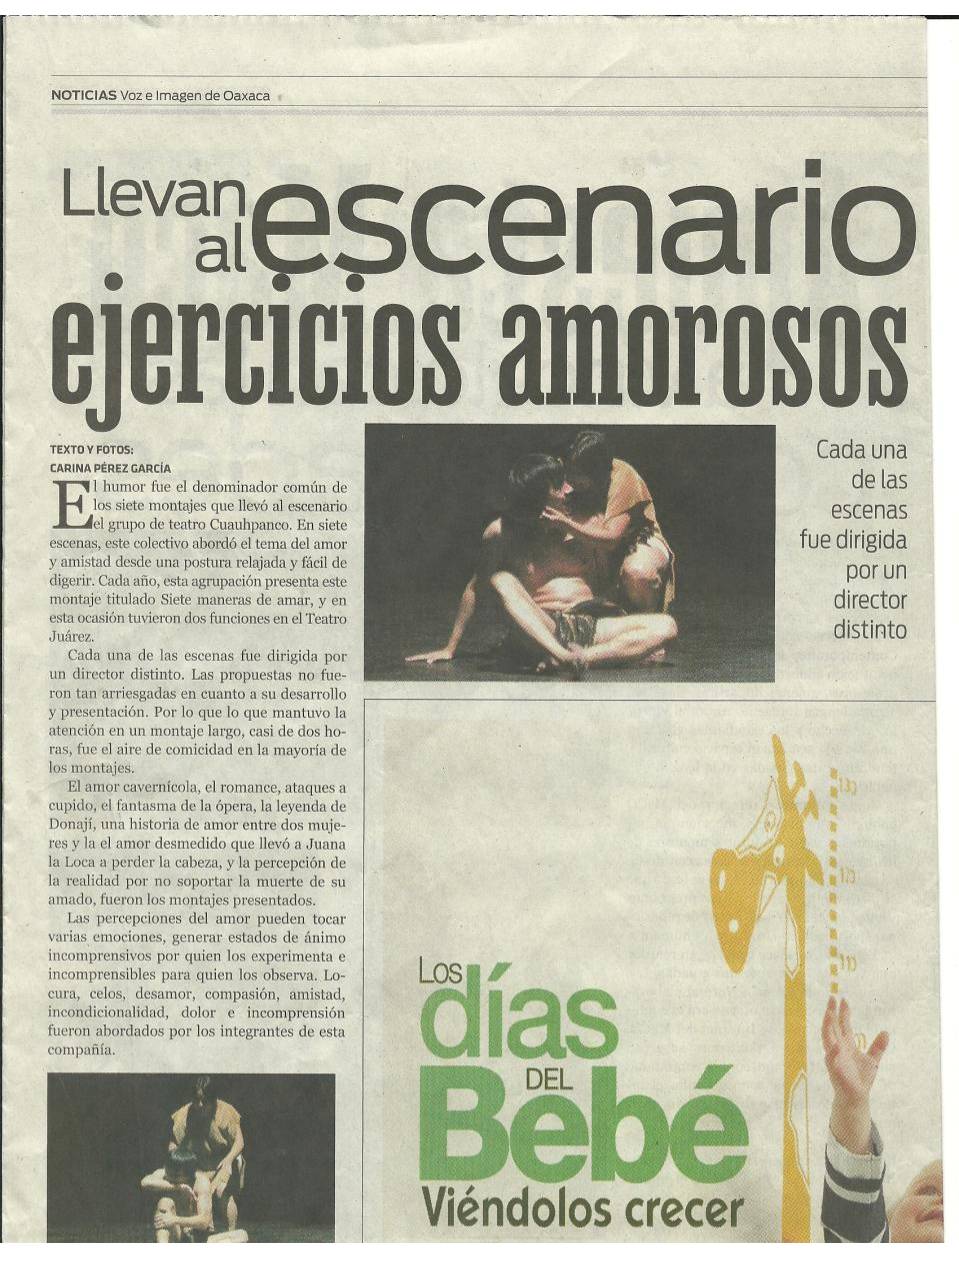 NOTICIAS Voz e Imagen de Oaxaca
Llevan
al escenario
ejercicios amorosos
TEXTO Y FOTOS:
CARINA PÉREZ GARCÍA
El humor fue el denominador común de
los siete montajes que llevó al escenario
el grupo de teatro Cuauhpanco. En siete
escenas, este colectivo abordó el tema del amor
y amistad desde una postura relajada y fácil de
digerir. Cada año, esta agrupación presenta este
montaje titulado Siete maneras de amar, y en
esta ocasión tuvieron dos funciones en el Teatro
Juárez.
Cada una de las escenas fue dirigida por
un director distinto. Las propuestas no fue-
ron tan arriesgadas en cuanto a su desarrollo
y presentación. Por lo que lo que mantuvo la
atención en un montaje largo, casi de dos ho-
ras, fue el aire de comicidad en la mayoría de
los montajes.
El amor cavernícola, el romance, ataques a
cupido, el fantasma de la ópera, la leyenda de
Donají, una historia de amor entre dos muje-
res y la el amor desmedido que llevó a Juana
la Loca a perder la cabeza, y la percepción de
la realidad por no soportar la muerte de su
amado, fueron los montajes presentados.
Las percepciones del amor pueden tocar
varias emociones, generar estados de ánimo
incomprensivos por quien los experimenta e
incomprensibles para quien los observa. Lo-
cura, celos, desamor, compasión, amistad,
incondicionalidad, dolor e incomprensión
fueron abordados por los integrantes de esta
compañía.
Cada una
de las
escenas
fue dirigida
por un
director
distinto
130
120
110
LOS
días
DEL
Bebé
Viéndolos crecer